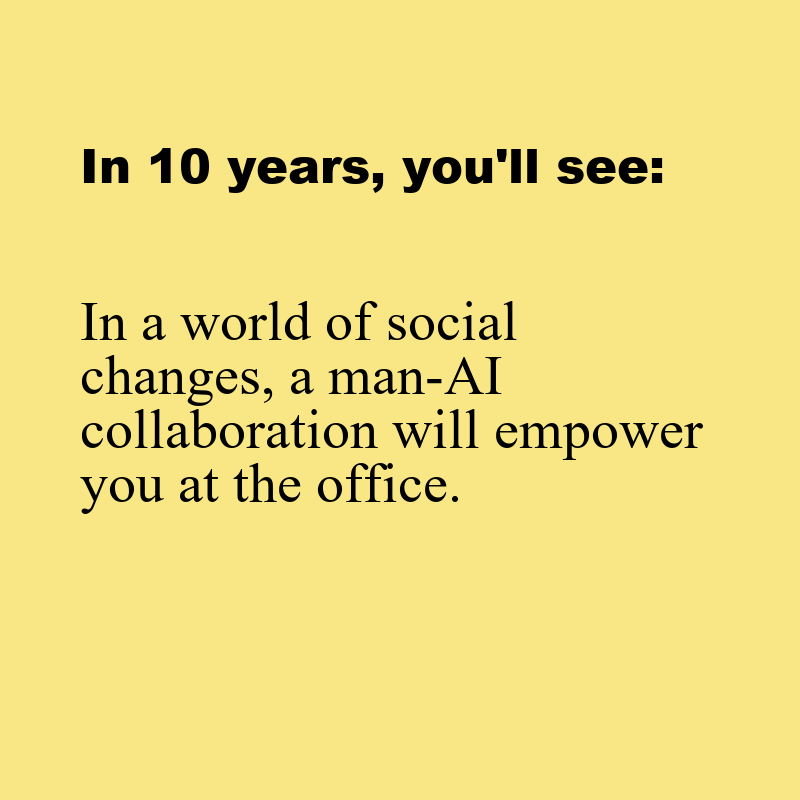 In 10 years, you'll see:
In a world of social
changes, a man-AI
collaboration will empower
you at the office.